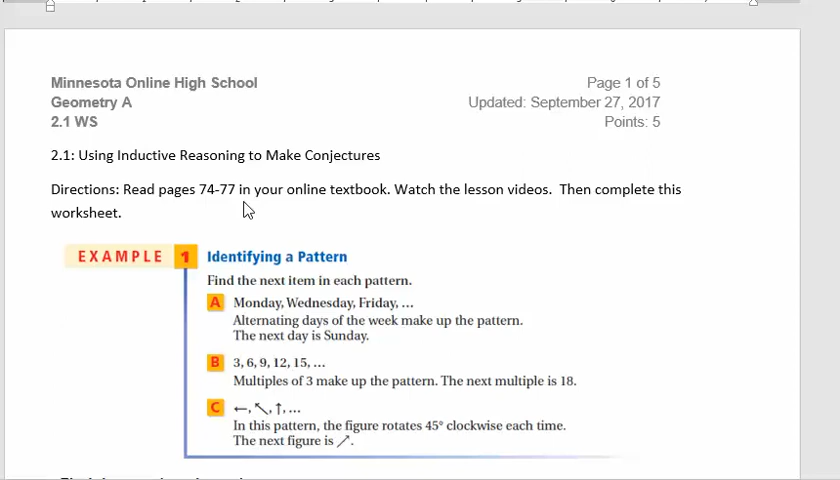 Minnesota Online High School
Page 1 of 5
Geometry A
Updated: September 27, 2017
2.1 WS
Points: 5
2.1: Using Inductive Reasoning to Make Conjectures
Directions: Read pages 74-77 in your online textbook. Watch the lesson videos.  Then complete this
worksheet.
EXAMPLE 1 Identifying a Pattern
Find the next item in each pattern.
A Monday, Wednesday, Friday, …
Alternating days of the week make up the pattern.
The next day is Sunday.
B 3, 6, 9, 12, 15, …
Multiples of 3 make up the pattern. The next multiple is 18.
C ←, ↖, ↑, …
In this pattern, the figure rotates 45° clockwise each time.
The next figure is ↗.